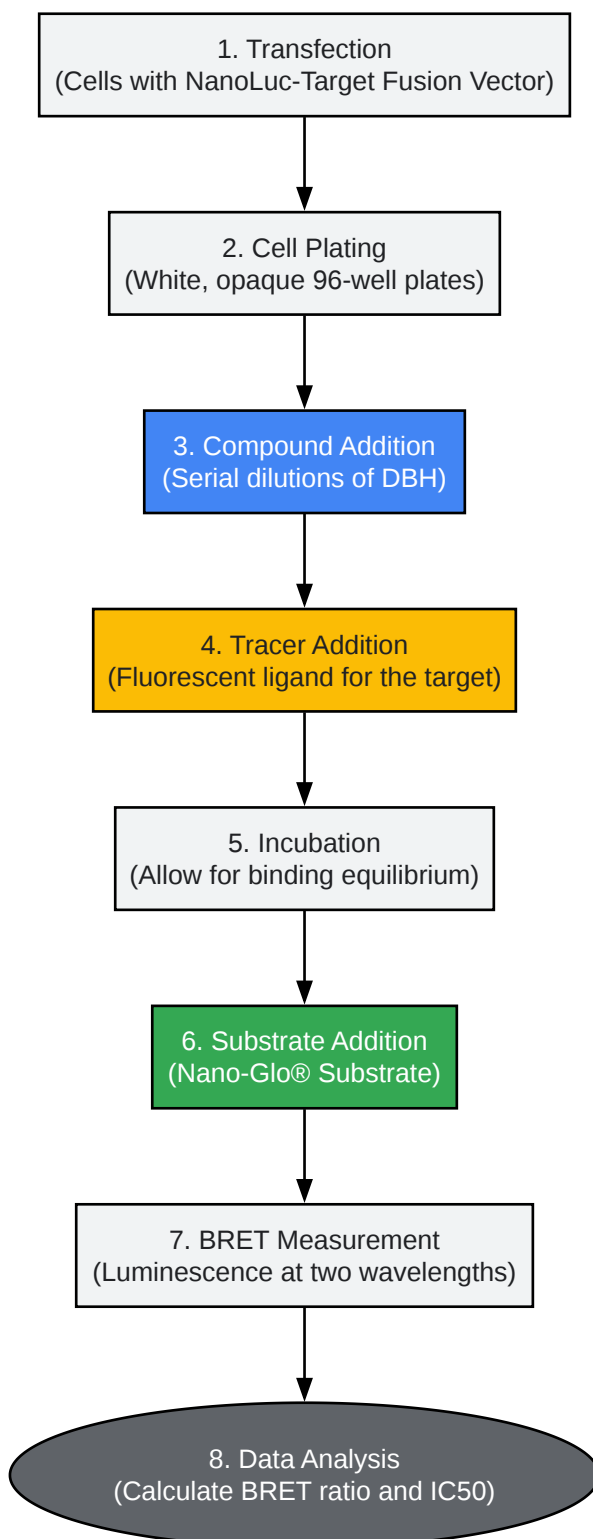 1. Transfection
(Cells with NanoLuc-Target Fusion Vector)
2. Cell Plating
(White, opaque 96-well plates)
3. Compound Addition
(Serial dilutions of DBH)
4. Tracer Addition
(Fluorescent ligand for the target)
5. Incubation
(Allow for binding equilibrium)
6. Substrate Addition
(Nano-Glo® Substrate)
7. BRET Measurement
(Luminescence at two wavelengths)
8. Data Analysis
(Calculate BRET ratio and IC50)